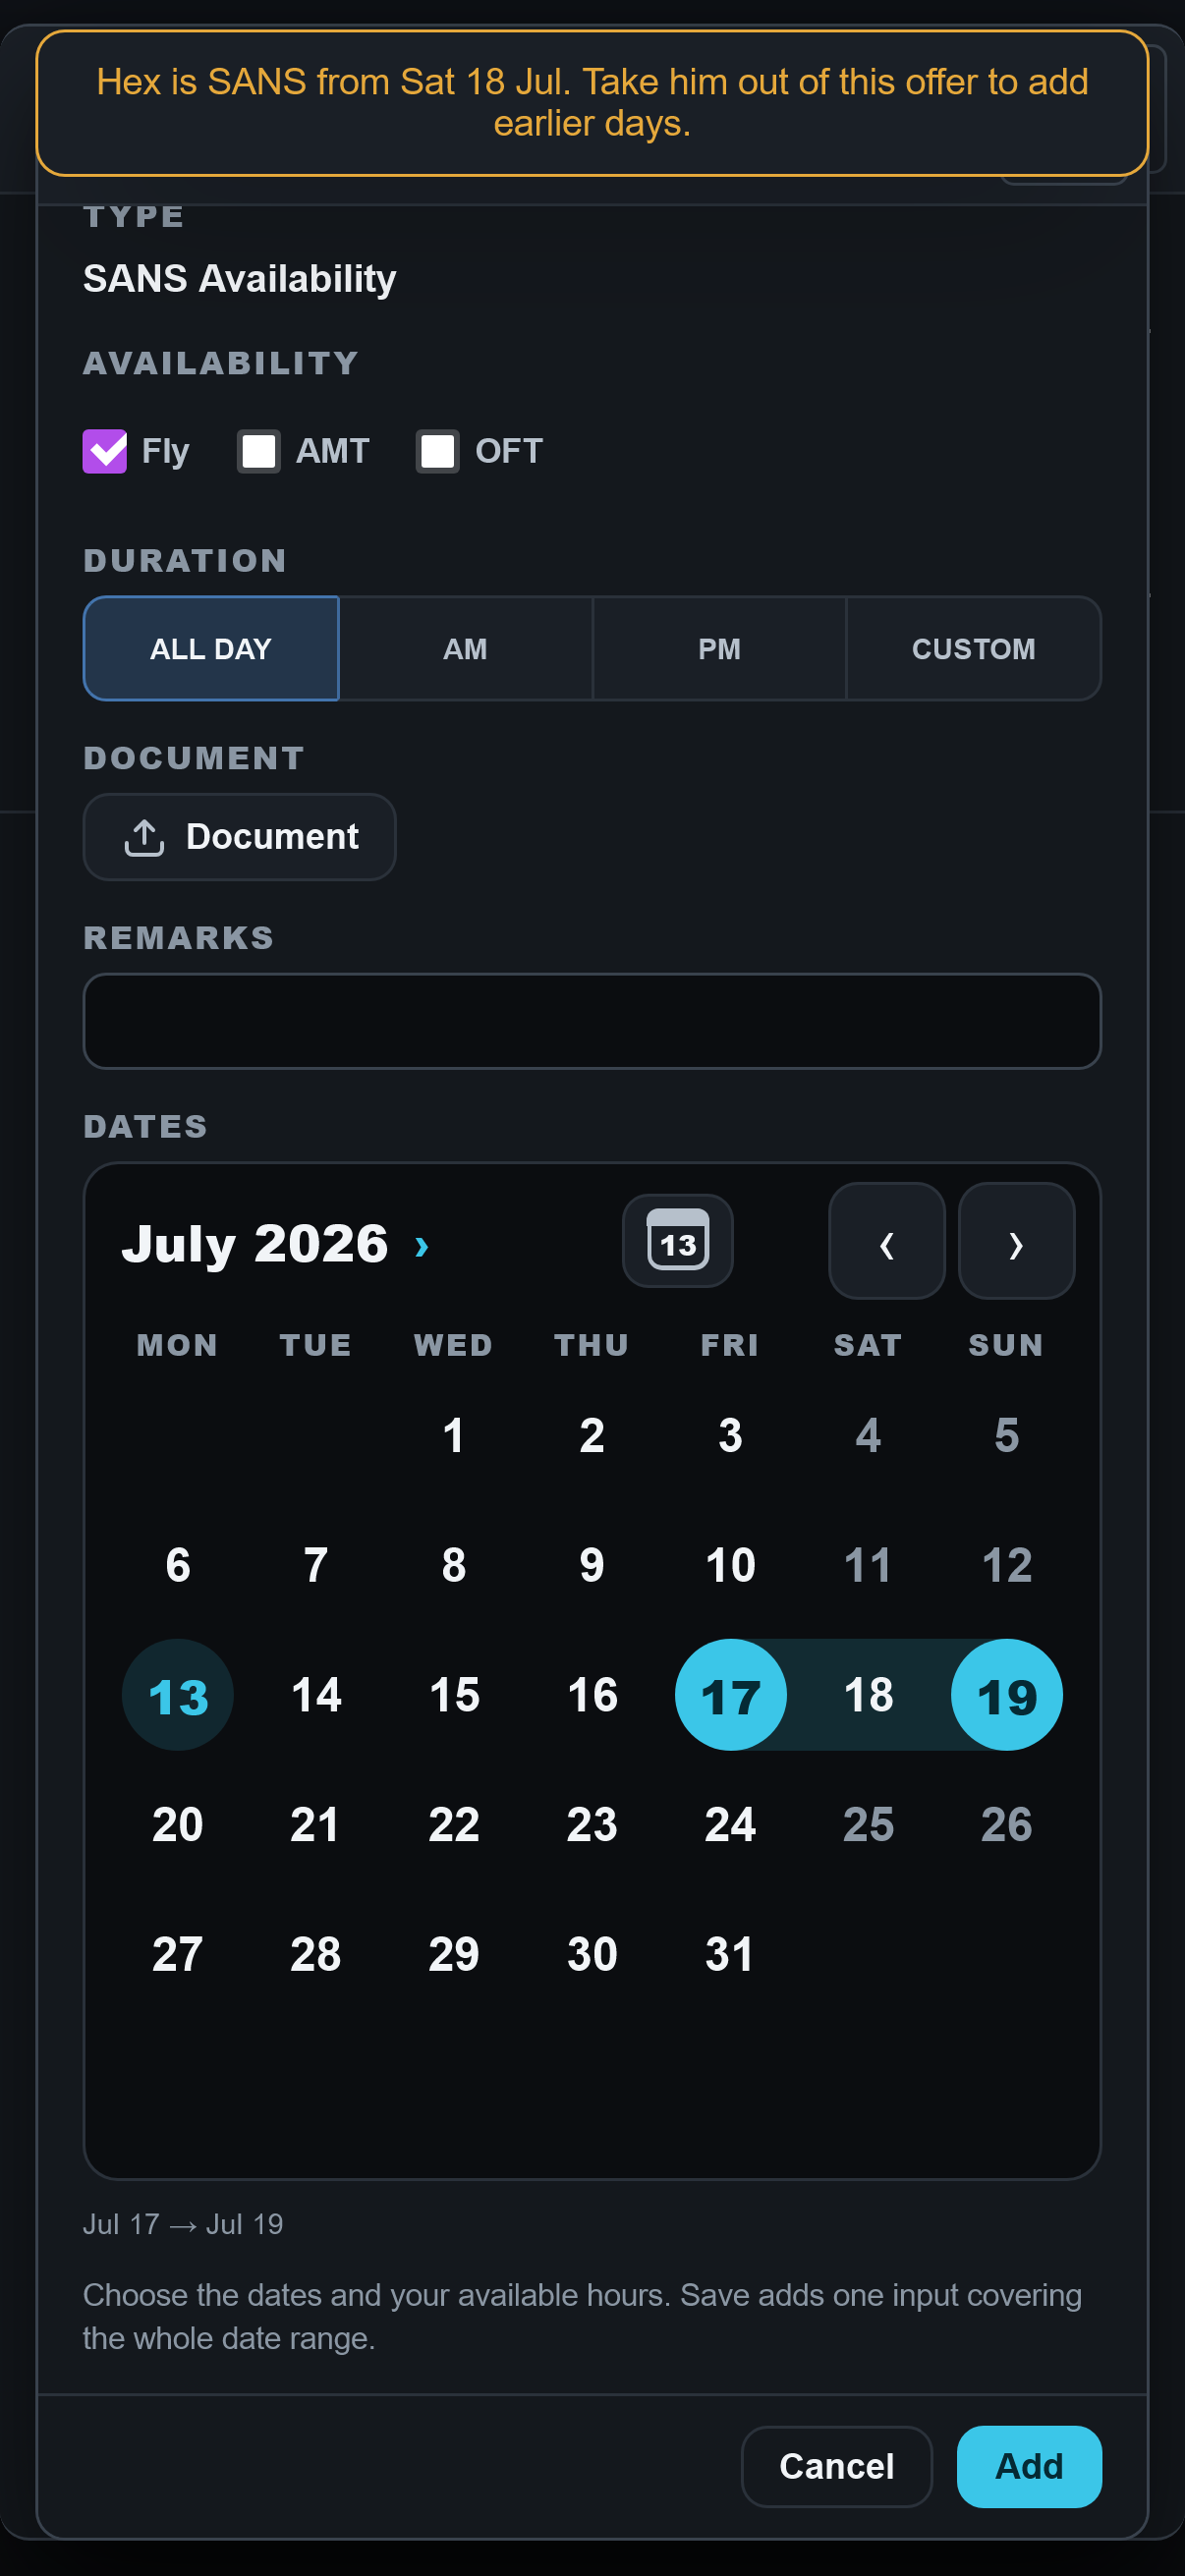 Hex is SANS from Sat 18 Jul. Take him out of this offer to add
earlier days.
TYPE
SANS Availability
AVAILABILITY
Fly AMT OFT
DURATION
ALL DAY AM PM CUSTOM
DOCUMENT
Document
REMARKS
DATES
July 2026 › 13 ‹ ›
MON TUE WED THU FRI SAT SUN
1 2 3 4 5
6 7 8 9 10 11 12
13 14 15 16 17 18 19
20 21 22 23 24 25 26
27 28 29 30 31
Jul 17 → Jul 19
Choose the dates and your available hours. Save adds one input covering
the whole date range.
Cancel Add